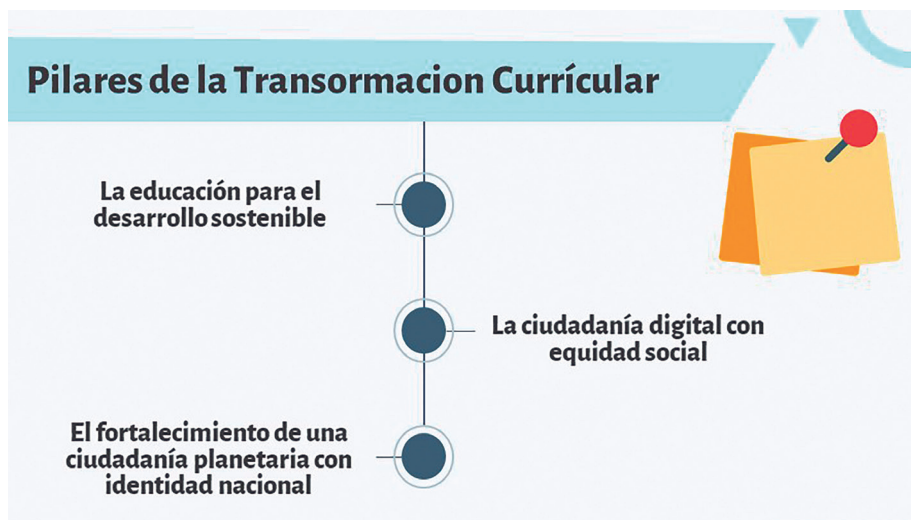 Pilares de la Transormacion Currícular
La educación para el
desarrollo sostenible
La ciudadanía digital con
equidad social
El fortalecimiento de una
ciudadanía planetaria con
identidad nacional